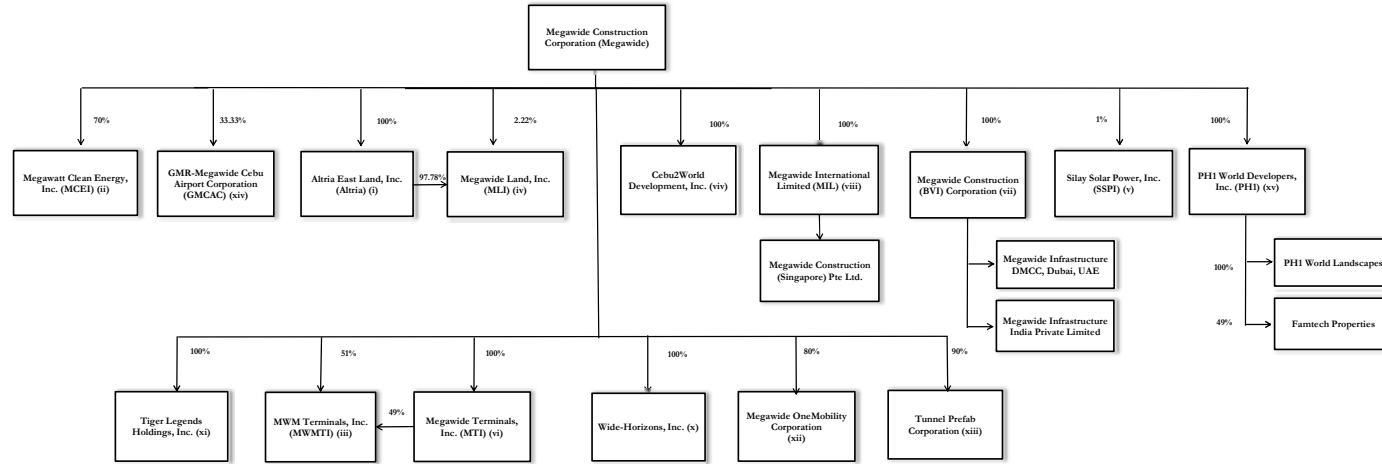 Megawide Construction
Corporation (Megawide)
70%
33.33%
100%
2.22%
100%
100%
100%
1%
100%
Megawatt Clean Energy,
Inc. (MCEI) (ii)
GMR-Megawide Cebu
Airport Corporation
(GMCAC) (xiv)
Altria East Land, Inc.
(Altria) (i)
97.78%
Megawide Land, Inc.
(MLI) (iv)
Cebu2World
Development, Inc. (viv)
Megawide International
Limited (MIL) (viii)
Megawide Construction
(BVI) Corporation (vii)
Silay Solar Power, Inc.
(SSPI) (v)
PH1 World Developers,
Inc. (PH1) (xv)
Megawide Construction
(Singapore) Pte Ltd.
Megawide Infrastructure
DMCC, Dubai, UAE
100%
PH1 World Landscapes
Megawide Infrastructure
India Private Limited
49%
Famtech Properties
100%
51%
100%
100%
80%
90%
Tiger Legends
Holdings, Inc. (xi)
MWM Terminals, Inc.
(MWMTI) (iii)
49%
Megawide Terminals,
Inc. (MTI) (vi)
Wide-Horizons, Inc. (x)
Megawide OneMobility
Corporation
(xii)
Tunnel Prefab
Corporation (xiii)